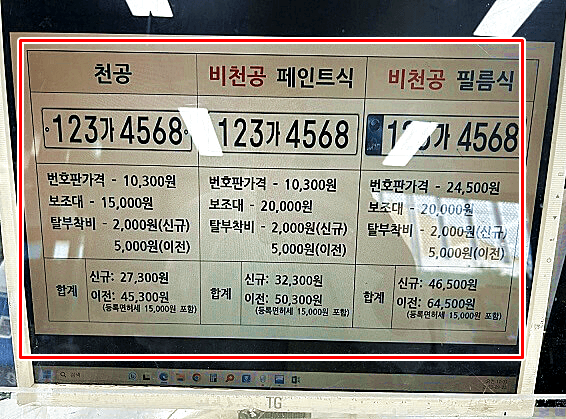 천공
비천공 페인트식
비천공 필름식
123가 4568
123가 4568
123가 4568
번호판가격 - 10,300원
보조대 - 15,000원
탈부착비 - 2,000원(신규)
5,000원(이전)
번호판가격 - 10,300원
보조대 - 20,000원
탈부착비 - 2,000원(신규)
5,000원(이전)
번호판가격 - 24,500원
보조대 - 20,000원
탈부착비 - 2,000원(신규)
5,000원(이전)
합계
신규: 27,300원
이전: 45,300원
(등록면허세 15,000원 포함)
합계
신규: 32,300원
이전: 50,300원
(등록면허세 15,000원 포함)
합계
신규: 46,500원
이전: 64,500원
(등록면허세 15,000원 포함)
검색
TG